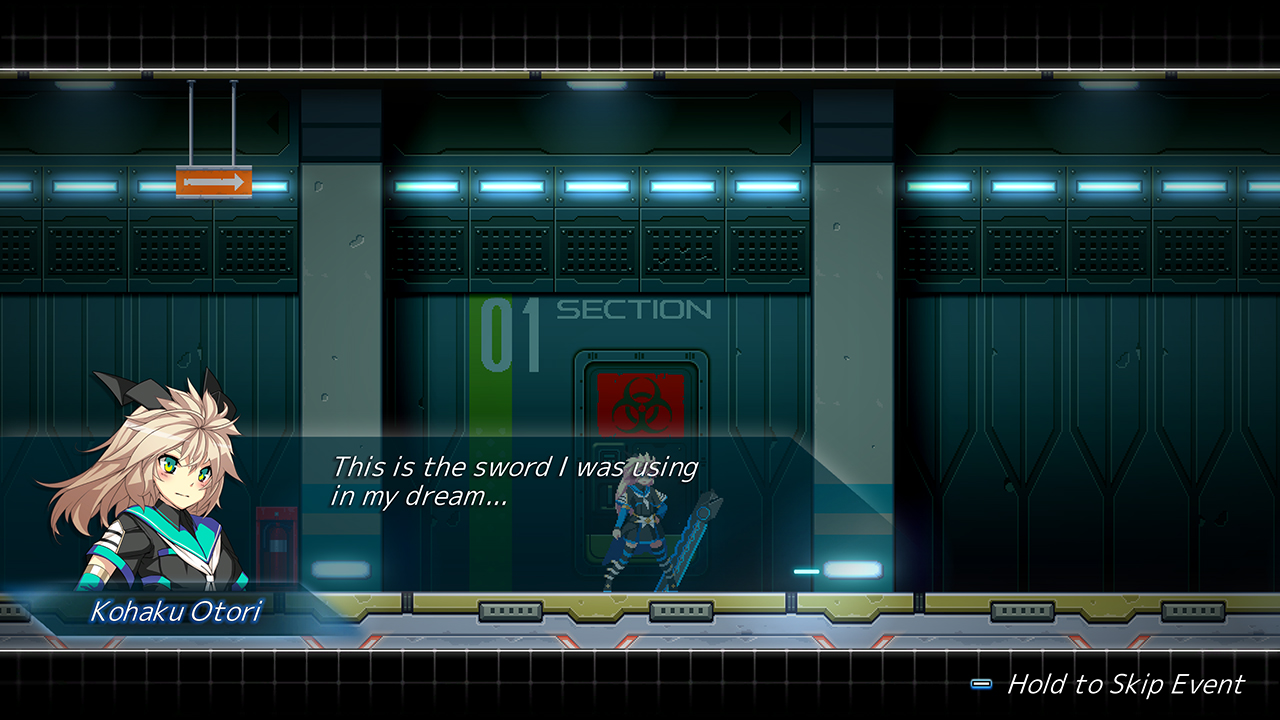 01 SECTION
This is the sword I was using
in my dream...
Kohaku Otori
Hold to Skip Event